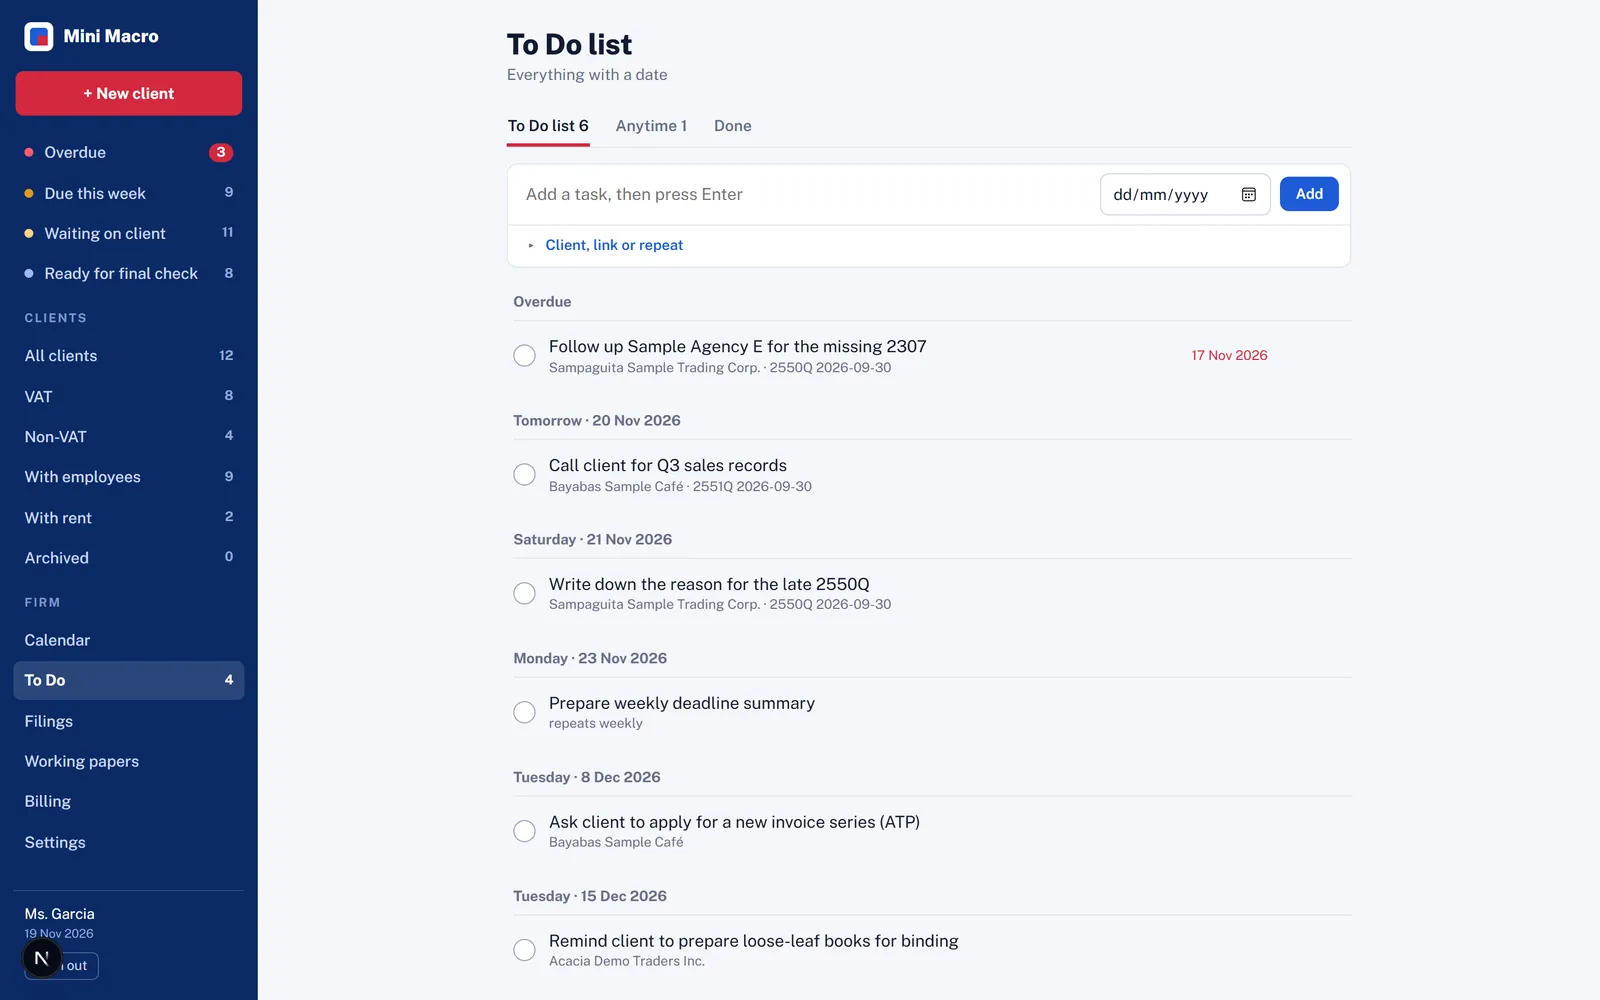 Mini Macro
+ New client
Overdue 3
Due this week 9
Waiting on client 11
Ready for final check 8
CLIENTS
All clients 12
VAT 8
Non-VAT 4
With employees 9
With rent 2
Archived 0
FIRM
Calendar
To Do 4
Filings
Working papers
Billing
Settings
Ms. Garcia
19 Nov 2026
N
out
To Do list
Everything with a date
To Do list 6 Anytime 1 Done
Add a task, then press Enter dd/mm/yyyy Add
Client, link or repeat
Overdue
Follow up Sample Agency E for the missing 2307 17 Nov 2026
Sampaguita Sample Trading Corp. · 2550Q 2026-09-30
Tomorrow · 20 Nov 2026
Call client for Q3 sales records
Bayabas Sample Café · 2551Q 2026-09-30
Saturday · 21 Nov 2026
Write down the reason for the late 2550Q
Sampaguita Sample Trading Corp. · 2550Q 2026-09-30
Monday · 23 Nov 2026
Prepare weekly deadline summary
repeats weekly
Tuesday · 8 Dec 2026
Ask client to apply for a new invoice series (ATP)
Bayabas Sample Café
Tuesday · 15 Dec 2026
Remind client to prepare loose-leaf books for binding
Acacia Demo Traders Inc.